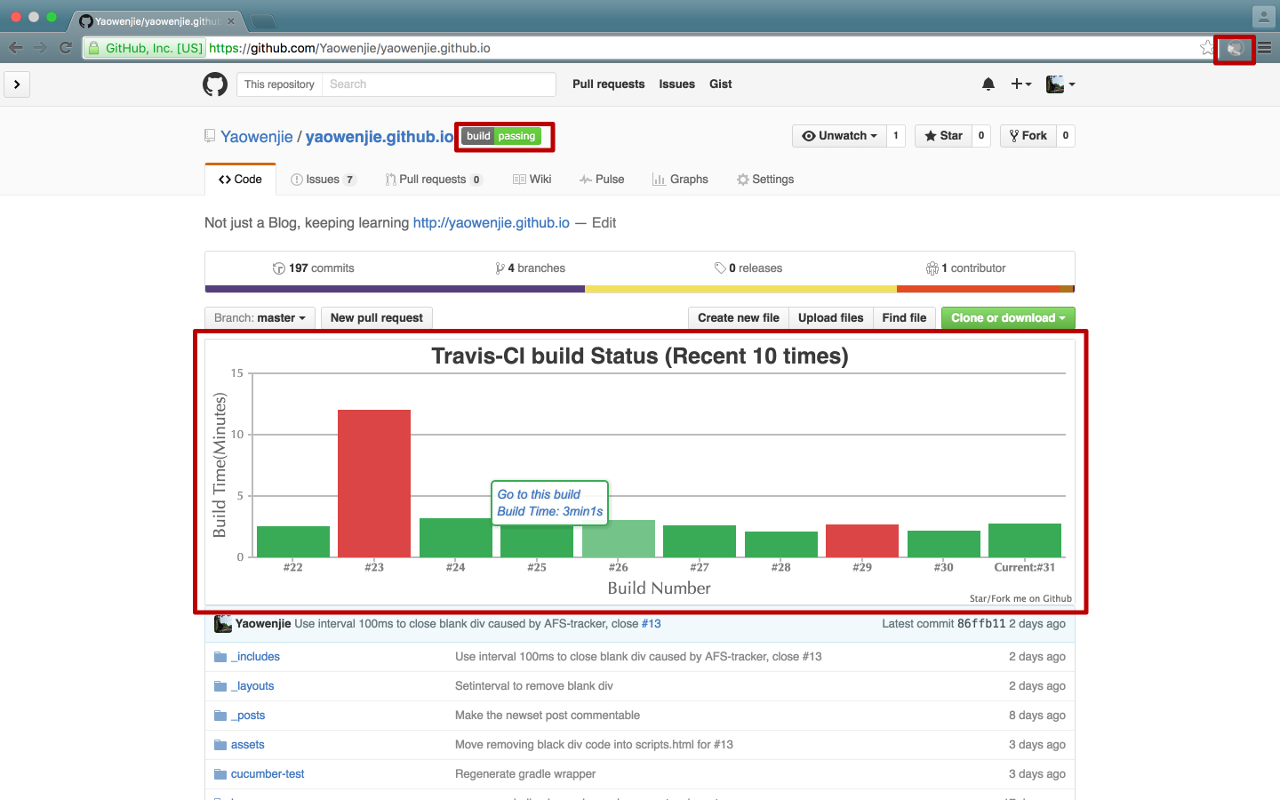 Yaowenjie/yaowenjie.github
GitHub, Inc. [US] https://github.com/Yaowenjie/yaowenjie.github.io
This repository Search Pull requests Issues Gist
Yaowenjie / yaowenjie.github.io build passing Unwatch 1 Star 0 Fork 0
Code Issues 7 Pull requests 0 Wiki Pulse Graphs Settings
Not just a Blog, keeping learning http://yaowenjie.github.io — Edit
197 commits 4 branches 0 releases 1 contributor
Branch: master New pull request Create new file Upload files Find file Clone or download
Travis-CI build Status (Recent 10 times)
15
10
5
0
Build Time(Minutes)
Go to this build
Build Time: 3min1s
#22 #23 #24 #25 #26 #27 #28 #29 #30 Current:#31
Build Number
Star/Fork me on Github
Yaowenjie Use interval 100ms to close blank div caused by AFS-tracker, close #13 Latest commit 86ffb11 2 days ago
_includes Use interval 100ms to close blank div caused by AFS-tracker, close #13 2 days ago
_layouts Setinterval to remove blank div 2 days ago
_posts Make the newset post commentable 8 days ago
assets Move removing black div code into scripts.html for #13 3 days ago
cucumber-test Regenerate gradle wrapper 3 days ago